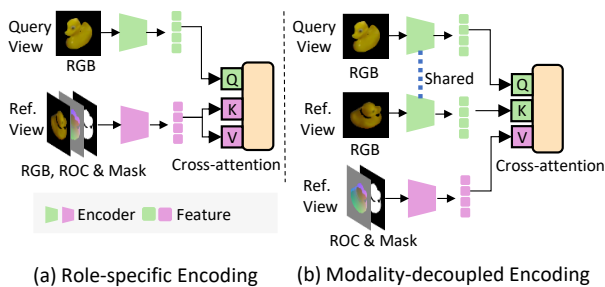 Query
View
RGB
Q
Ref.
View
K
V
RGB, ROC & Mask
Cross-attention
Encoder
Feature
(a) Role-specific Encoding
Query
View
RGB
Shared
Q
Ref.
View
K
V
RGB
Cross-attention
Ref.
View
ROC & Mask
(b) Modality-decoupled Encoding